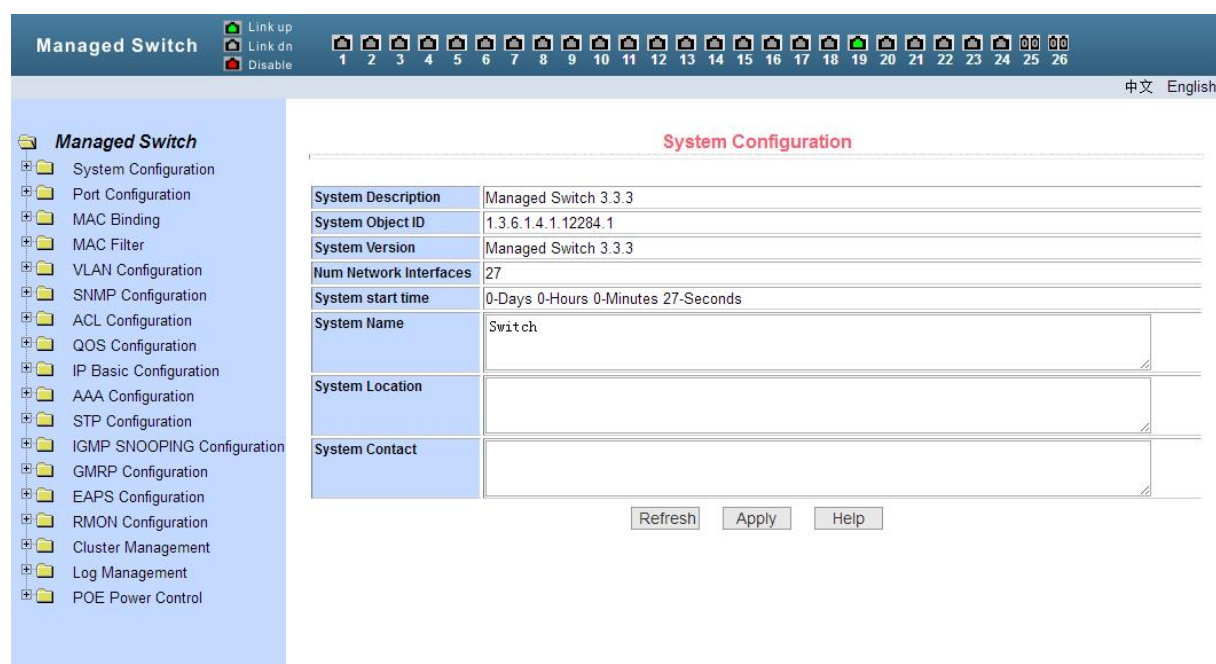 Managed Switch
Link up
Link dn
Disable
1 2 3 4 5 6 7 8 9 10 11 12 13 14 15 16 17 18 19 20 21 22 23 24 25 26
中文 English
Managed Switch
System Configuration
Port Configuration
MAC Binding
MAC Filter
VLAN Configuration
SNMP Configuration
ACL Configuration
QOS Configuration
IP Basic Configuration
AAA Configuration
STP Configuration
IGMP SNOOPING Configuration
GMRP Configuration
EAPS Configuration
RMON Configuration
Cluster Management
Log Management
POE Power Control
System Configuration
System Description Managed Switch 3.3.3
System Object ID 1.3.6.1.4.1.12284.1
System Version Managed Switch 3.3.3
Num Network Interfaces 27
System start time 0-Days 0-Hours 0-Minutes 27-Seconds
System Name Switch
System Location
System Contact
Refresh Apply Help